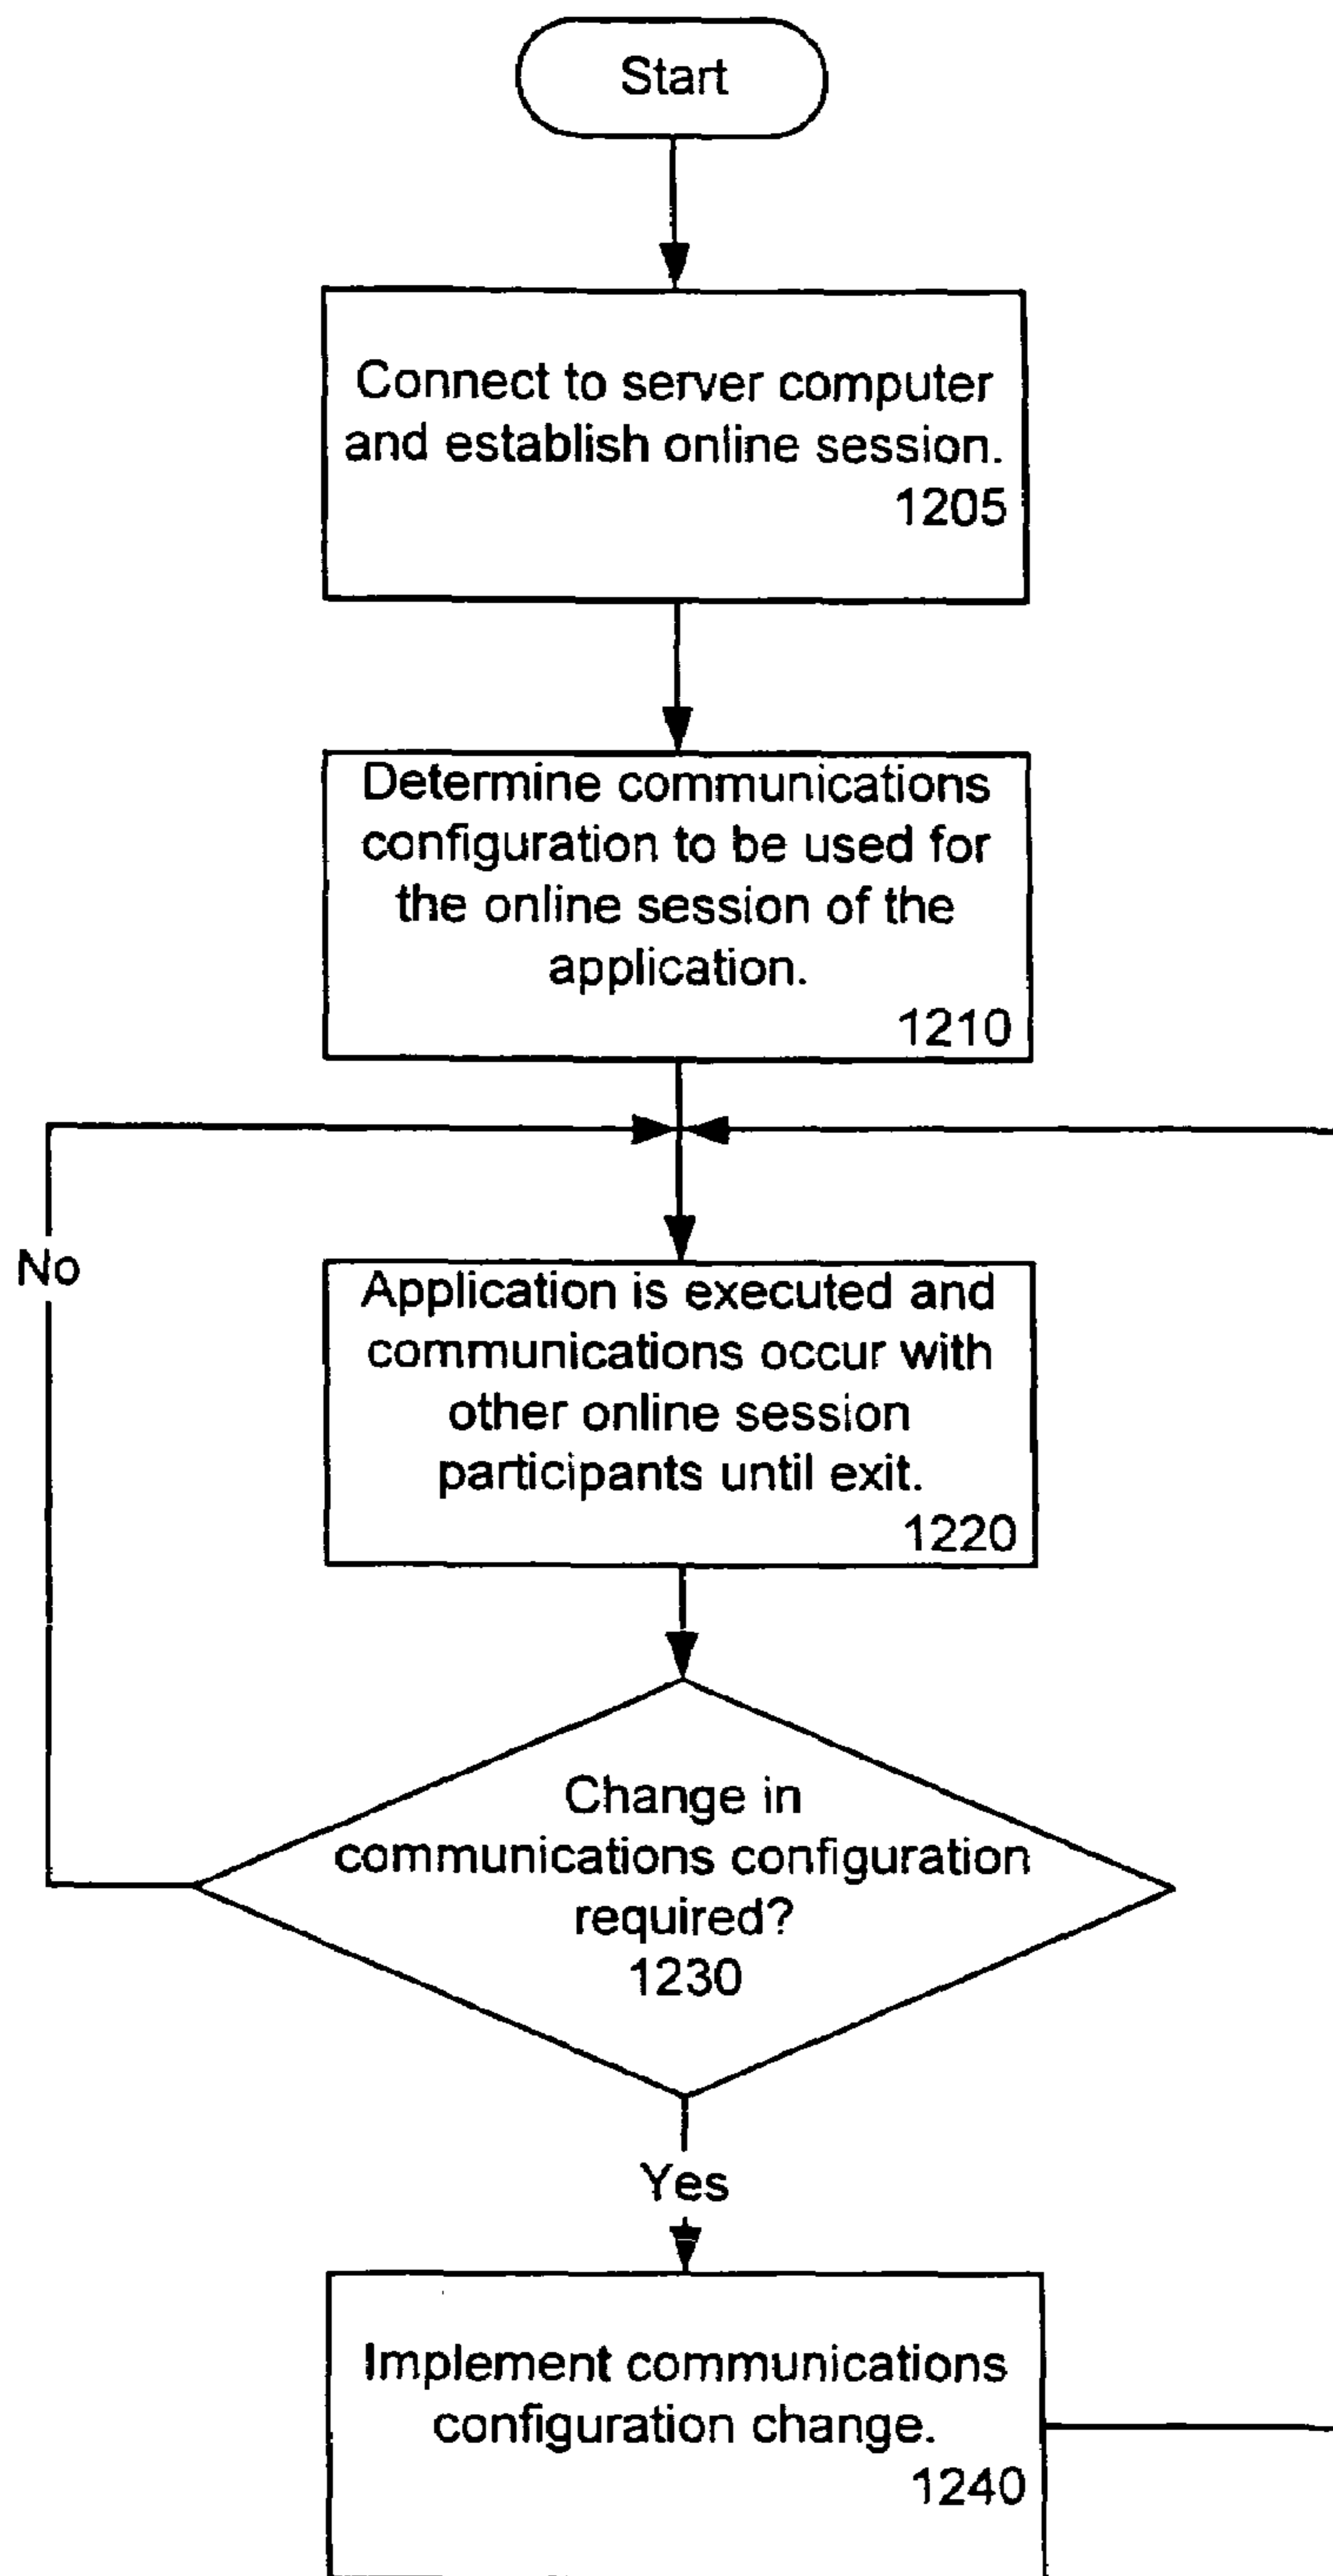 Start
Connect to server computer
and establish online session.
1205
Determine communications
configuration to be used for
the online session of the
application.
1210
No
Application is executed and
communications occur with
other online session
participants until exit.
1220
Change in
communications configuration
required?
1230
Yes
Implement communications
configuration change.
1240